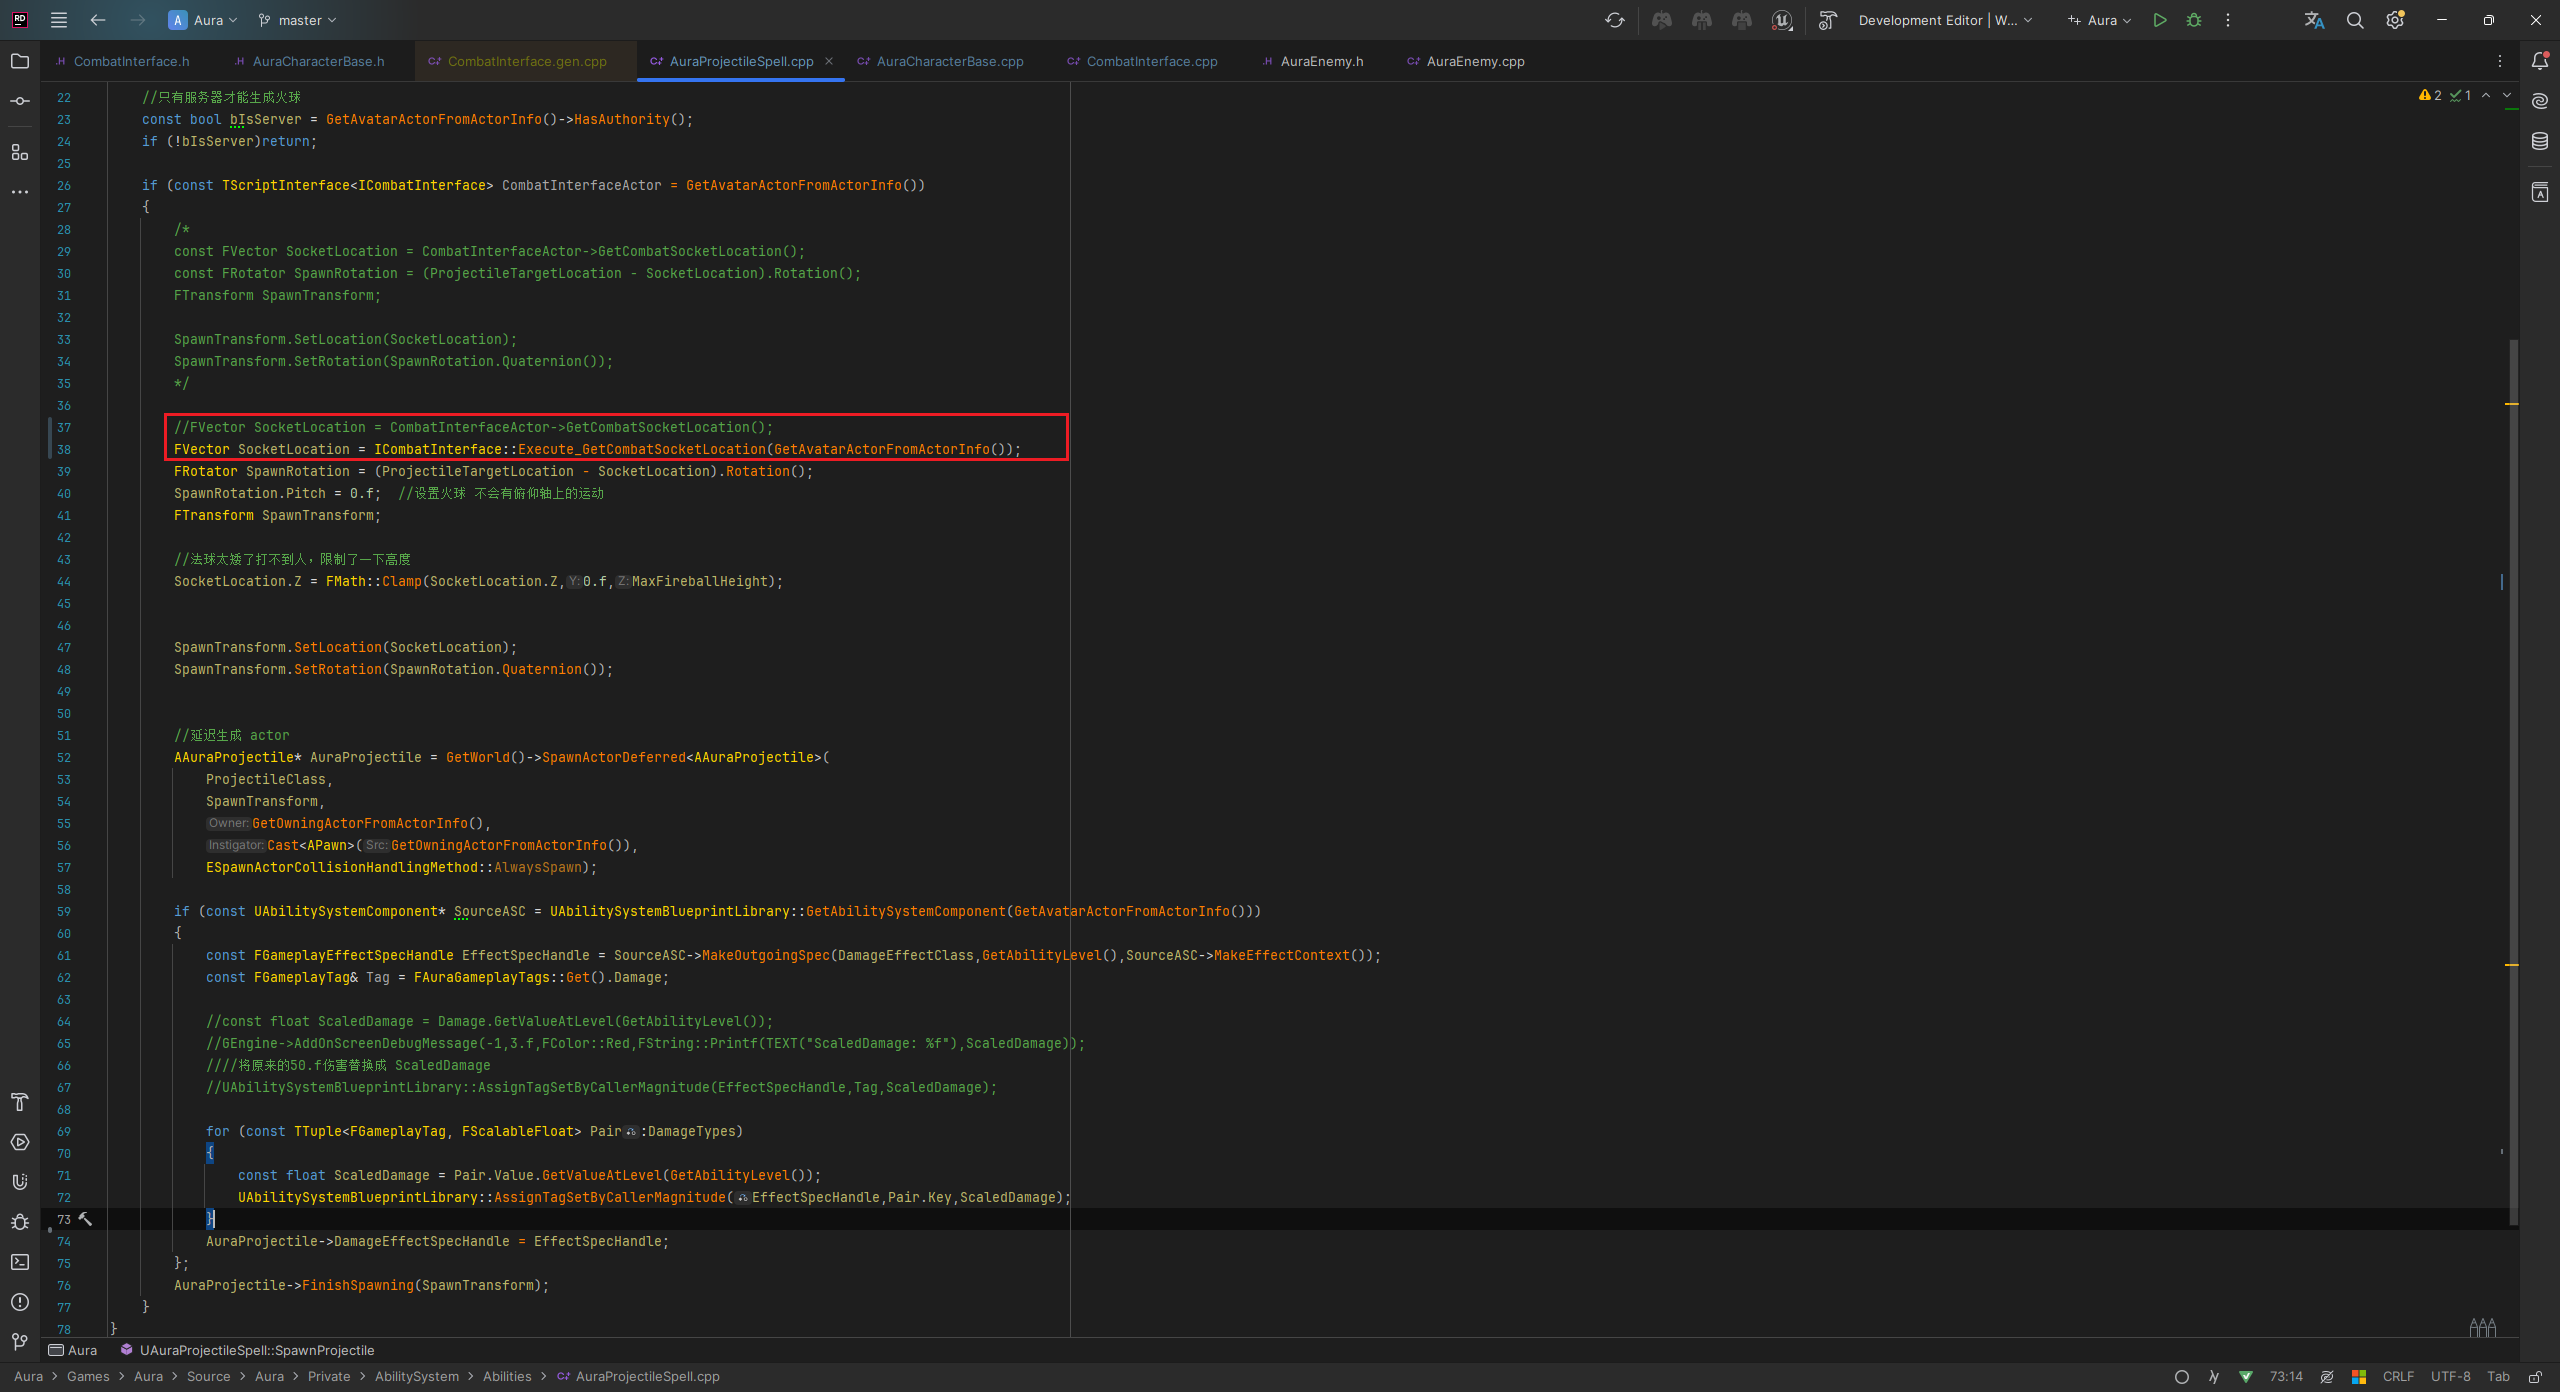 Aura
master
Development Editor | W...
Aura
CombatInterface.h
AuraCharacterBase.h
CombatInterface.gen.cpp
AuraProjectileSpell.cpp
AuraCharacterBase.cpp
CombatInterface.cpp
AuraEnemy.h
AuraEnemy.cpp
2 1
22 //只有服务器才能生成火球
23 const bool bIsServer = GetAvatarActorFromActorInfo()->HasAuthority();
24 if (!bIsServer)return;
25
26 if (const TScriptInterface<ICombatInterface> CombatInterfaceActor = GetAvatarActorFromActorInfo())
27 {
28 /*
29 const FVector SocketLocation = CombatInterfaceActor->GetCombatSocketLocation();
30 const FRotator SpawnRotation = (ProjectileTargetLocation - SocketLocation).Rotation();
31 FTransform SpawnTransform;
32
33 SpawnTransform.SetLocation(SocketLocation);
34 SpawnTransform.SetRotation(SpawnRotation.Quaternion());
35 */
36
37 //FVector SocketLocation = CombatInterfaceActor->GetCombatSocketLocation();
38 FVector SocketLocation = ICombatInterface::Execute_GetCombatSocketLocation(GetAvatarActorFromActorInfo());
39 FRotator SpawnRotation = (ProjectileTargetLocation - SocketLocation).Rotation();
40 SpawnRotation.Pitch = 0.f; //设置火球 不会有俯仰轴上的运动
41 FTransform SpawnTransform;
42
43 //法球太矮了打不到人，限制了一下高度
44 SocketLocation.Z = FMath::Clamp(SocketLocation.Z, Y: 0.f, Z: MaxFireballHeight);
45
46
47 SpawnTransform.SetLocation(SocketLocation);
48 SpawnTransform.SetRotation(SpawnRotation.Quaternion());
49
50
51 //延迟生成 actor
52 AAuraProjectile* AuraProjectile = GetWorld()->SpawnActorDeferred<AAuraProjectile>(
53 ProjectileClass,
54 SpawnTransform,
55 Owner: GetOwningActorFromActorInfo(),
56 Instigator: Cast<APawn>( Src: GetOwningActorFromActorInfo()),
57 ESpawnActorCollisionHandlingMethod::AlwaysSpawn);
58
59 if (const UAbilitySystemComponent* SourceASC = UAbilitySystemBlueprintLibrary::GetAbilitySystemComponent(GetAvatarActorFromActorInfo()))
60 {
61 const FGameplayEffectSpecHandle EffectSpecHandle = SourceASC->MakeOutgoingSpec(DamageEffectClass,GetAbilityLevel(),SourceASC->MakeEffectContext());
62 const FGameplayTag& Tag = FAuraGameplayTags::Get().Damage;
63
64 //const float ScaledDamage = Damage.GetValueAtLevel(GetAbilityLevel());
65 //GEngine->AddOnScreenDebugMessage(-1,3.f,FColor::Red,FString::Printf(TEXT("ScaledDamage: %f"),ScaledDamage));
66 ////将原来的50.f伤害替换成 ScaledDamage
67 //UAbilitySystemBlueprintLibrary::AssignTagSetByCallerMagnitude(EffectSpecHandle,Tag,ScaledDamage);
68
69 for (const TTuple<FGameplayTag, FScalableFloat> Pair :DamageTypes)
70 {
71 const float ScaledDamage = Pair.Value.GetValueAtLevel(GetAbilityLevel());
72 UAbilitySystemBlueprintLibrary::AssignTagSetByCallerMagnitude( EffectSpecHandle,Pair.Key,ScaledDamage);
73 }
74 AuraProjectile->DamageEffectSpecHandle = EffectSpecHandle;
75 };
76 AuraProjectile->FinishSpawning(SpawnTransform);
77 }
78 }
Aura UAuraProjectileSpell::SpawnProjectile
Aura > Games > Aura > Source > Aura > Private > AbilitySystem > Abilities > AuraProjectileSpell.cpp
73:14 CRLF UTF-8 Tab